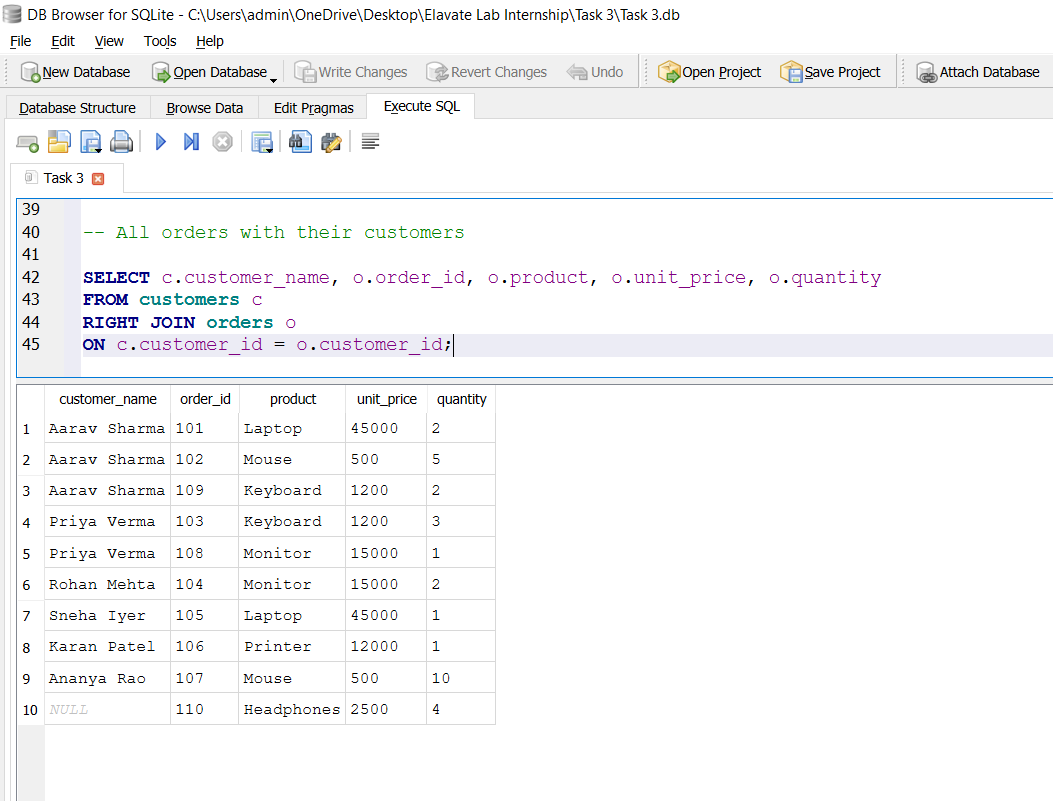 DB Browser for SQLite - C:\Users\admin\OneDrive\Desktop\Elavate Lab Internship\Task 3\Task 3.db
File Edit View Tools Help
New Database Open Database Write Changes Revert Changes Undo Open Project Save Project Attach Database
Database Structure Browse Data Edit Pragmas Execute SQL
Task 3
39
40 -- All orders with their customers
41
42 SELECT c.customer_name, o.order_id, o.product, o.unit_price, o.quantity
43 FROM customers c
44 RIGHT JOIN orders o
45 ON c.customer_id = o.customer_id;
customer_name order_id product unit_price quantity
1 Aarav Sharma 101 Laptop 45000 2
2 Aarav Sharma 102 Mouse 500 5
3 Aarav Sharma 109 Keyboard 1200 2
4 Priya Verma 103 Keyboard 1200 3
5 Priya Verma 108 Monitor 15000 1
6 Rohan Mehta 104 Monitor 15000 2
7 Sneha Iyer 105 Laptop 45000 1
8 Karan Patel 106 Printer 12000 1
9 Ananya Rao 107 Mouse 500 10
10 NULL 110 Headphones 2500 4